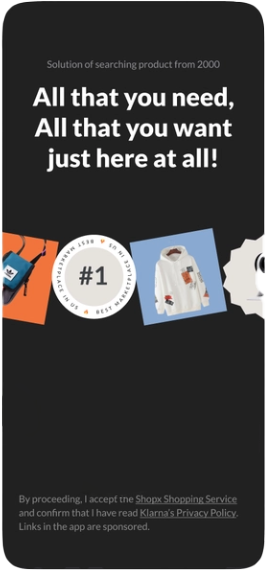 Solution of searching product from 2000
All that you need,
All that you want
just here at all!
BEST MARKETPLACE IN US
#1
BEST MARKETPLACE IN US
By proceeding, I accept the Shopx Shopping Service
and confirm that I have read Klarna's Privacy Policy.
Links in the app are sponsored.